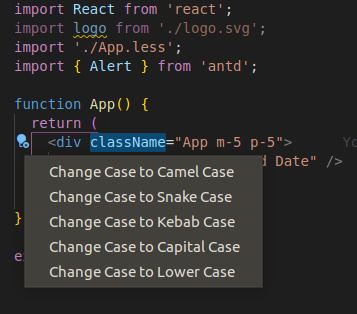 import React from 'react';
import logo from './logo.svg';
import './App.less';
import { Alert } from 'antd';
function App() {
return (
<div className="App m-5 p-5"> Yo
d Date" />
Change Case to Camel Case
Change Case to Snake Case
Change Case to Kebab Case
Change Case to Capital Case
Change Case to Lower Case
}
e